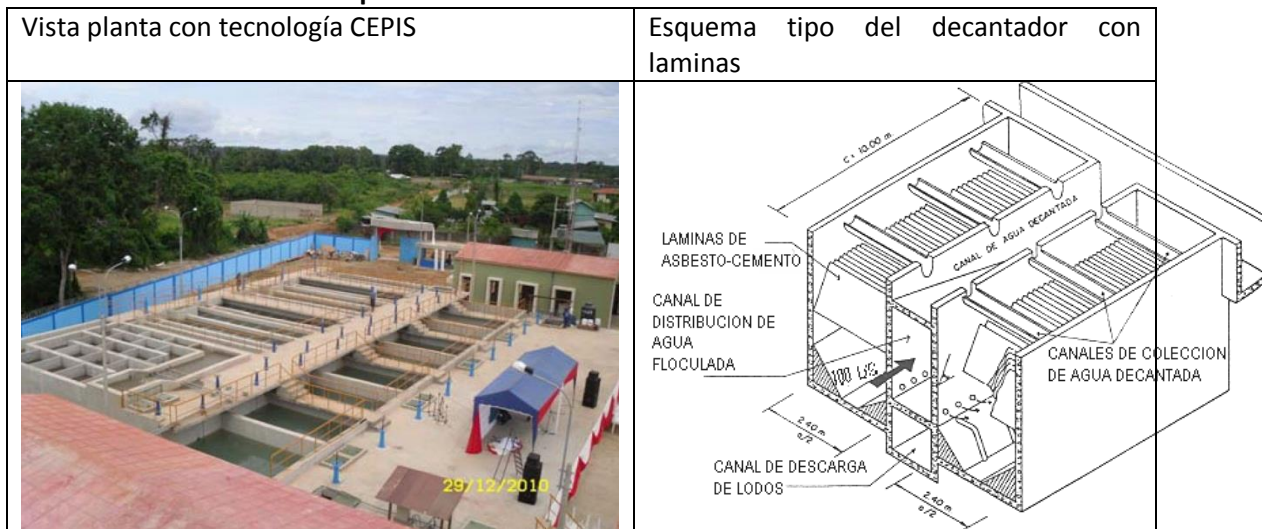 Vista planta con tecnología CEPIS
Esquema tipo del decantador con
laminas
29/12/2010
C = 10.00 m
LAMINAS DE
ASBESTO-CEMENTO
CANAL DE AGUA DECANTADA
CANAL DE
DISTRIBUCION DE
AGUA
FLOCULADA
100 L/S
CANALES DE COLECCION
DE AGUA DECANTADA
2.40 m
a/2
CANAL DE DESCARGA
DE LODOS
2.40 m
a/2